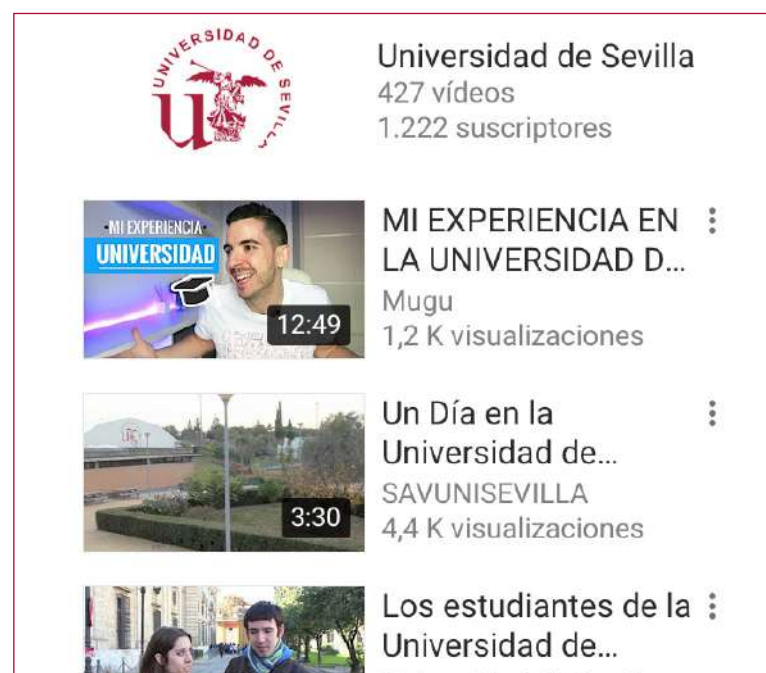 UNIVERSIDAD DE SEVILLA
Universidad de Sevilla
427 vídeos
1.222 suscriptores
·MI EXPERIENCIA·
UNIVERSIDAD
12:49
MI EXPERIENCIA EN
LA UNIVERSIDAD D...
Mugu
1,2 K visualizaciones
3:30
Un Día en la
Universidad de...
SAVUNISEVILLA
4,4 K visualizaciones
Los estudiantes de la
Universidad de...